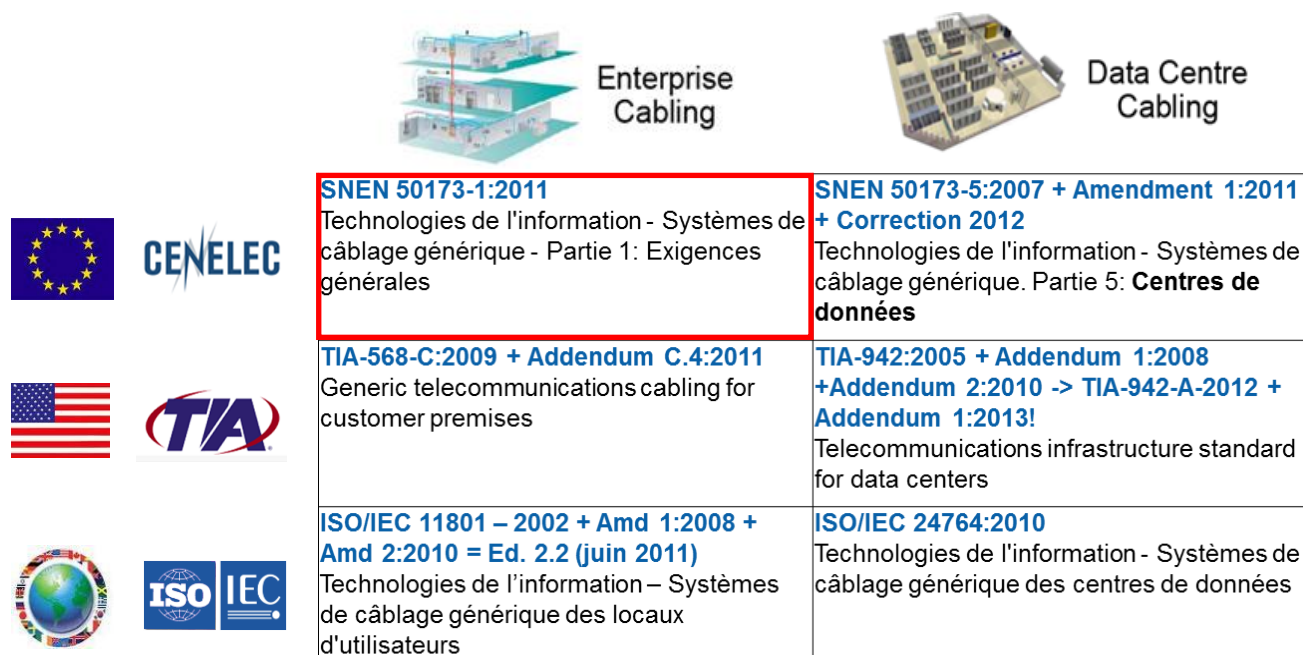 Enterprise
Cabling
Data Centre
Cabling
CENELEC
SNEN 50173-1:2011
Technologies de l'information - Systèmes de
câblage générique - Partie 1: Exigences
générales
SNEN 50173-5:2007 + Amendment 1:2011
+ Correction 2012
Technologies de l'information - Systèmes de
câblage générique. Partie 5: Centres de
données
TIA
TIA-568-C:2009 + Addendum C.4:2011
Generic telecommunications cabling for
customer premises
TIA-942:2005 + Addendum 1:2008
+Addendum 2:2010 -> TIA-942-A-2012 +
Addendum 1:2013!
Telecommunications infrastructure standard
for data centers
ISO IEC
ISO/IEC 11801 – 2002 + Amd 1:2008 +
Amd 2:2010 = Ed. 2.2 (juin 2011)
Technologies de l’information – Systèmes
de câblage générique des locaux
d'utilisateurs
ISO/IEC 24764:2010
Technologies de l'information - Systèmes de
câblage générique des centres de données